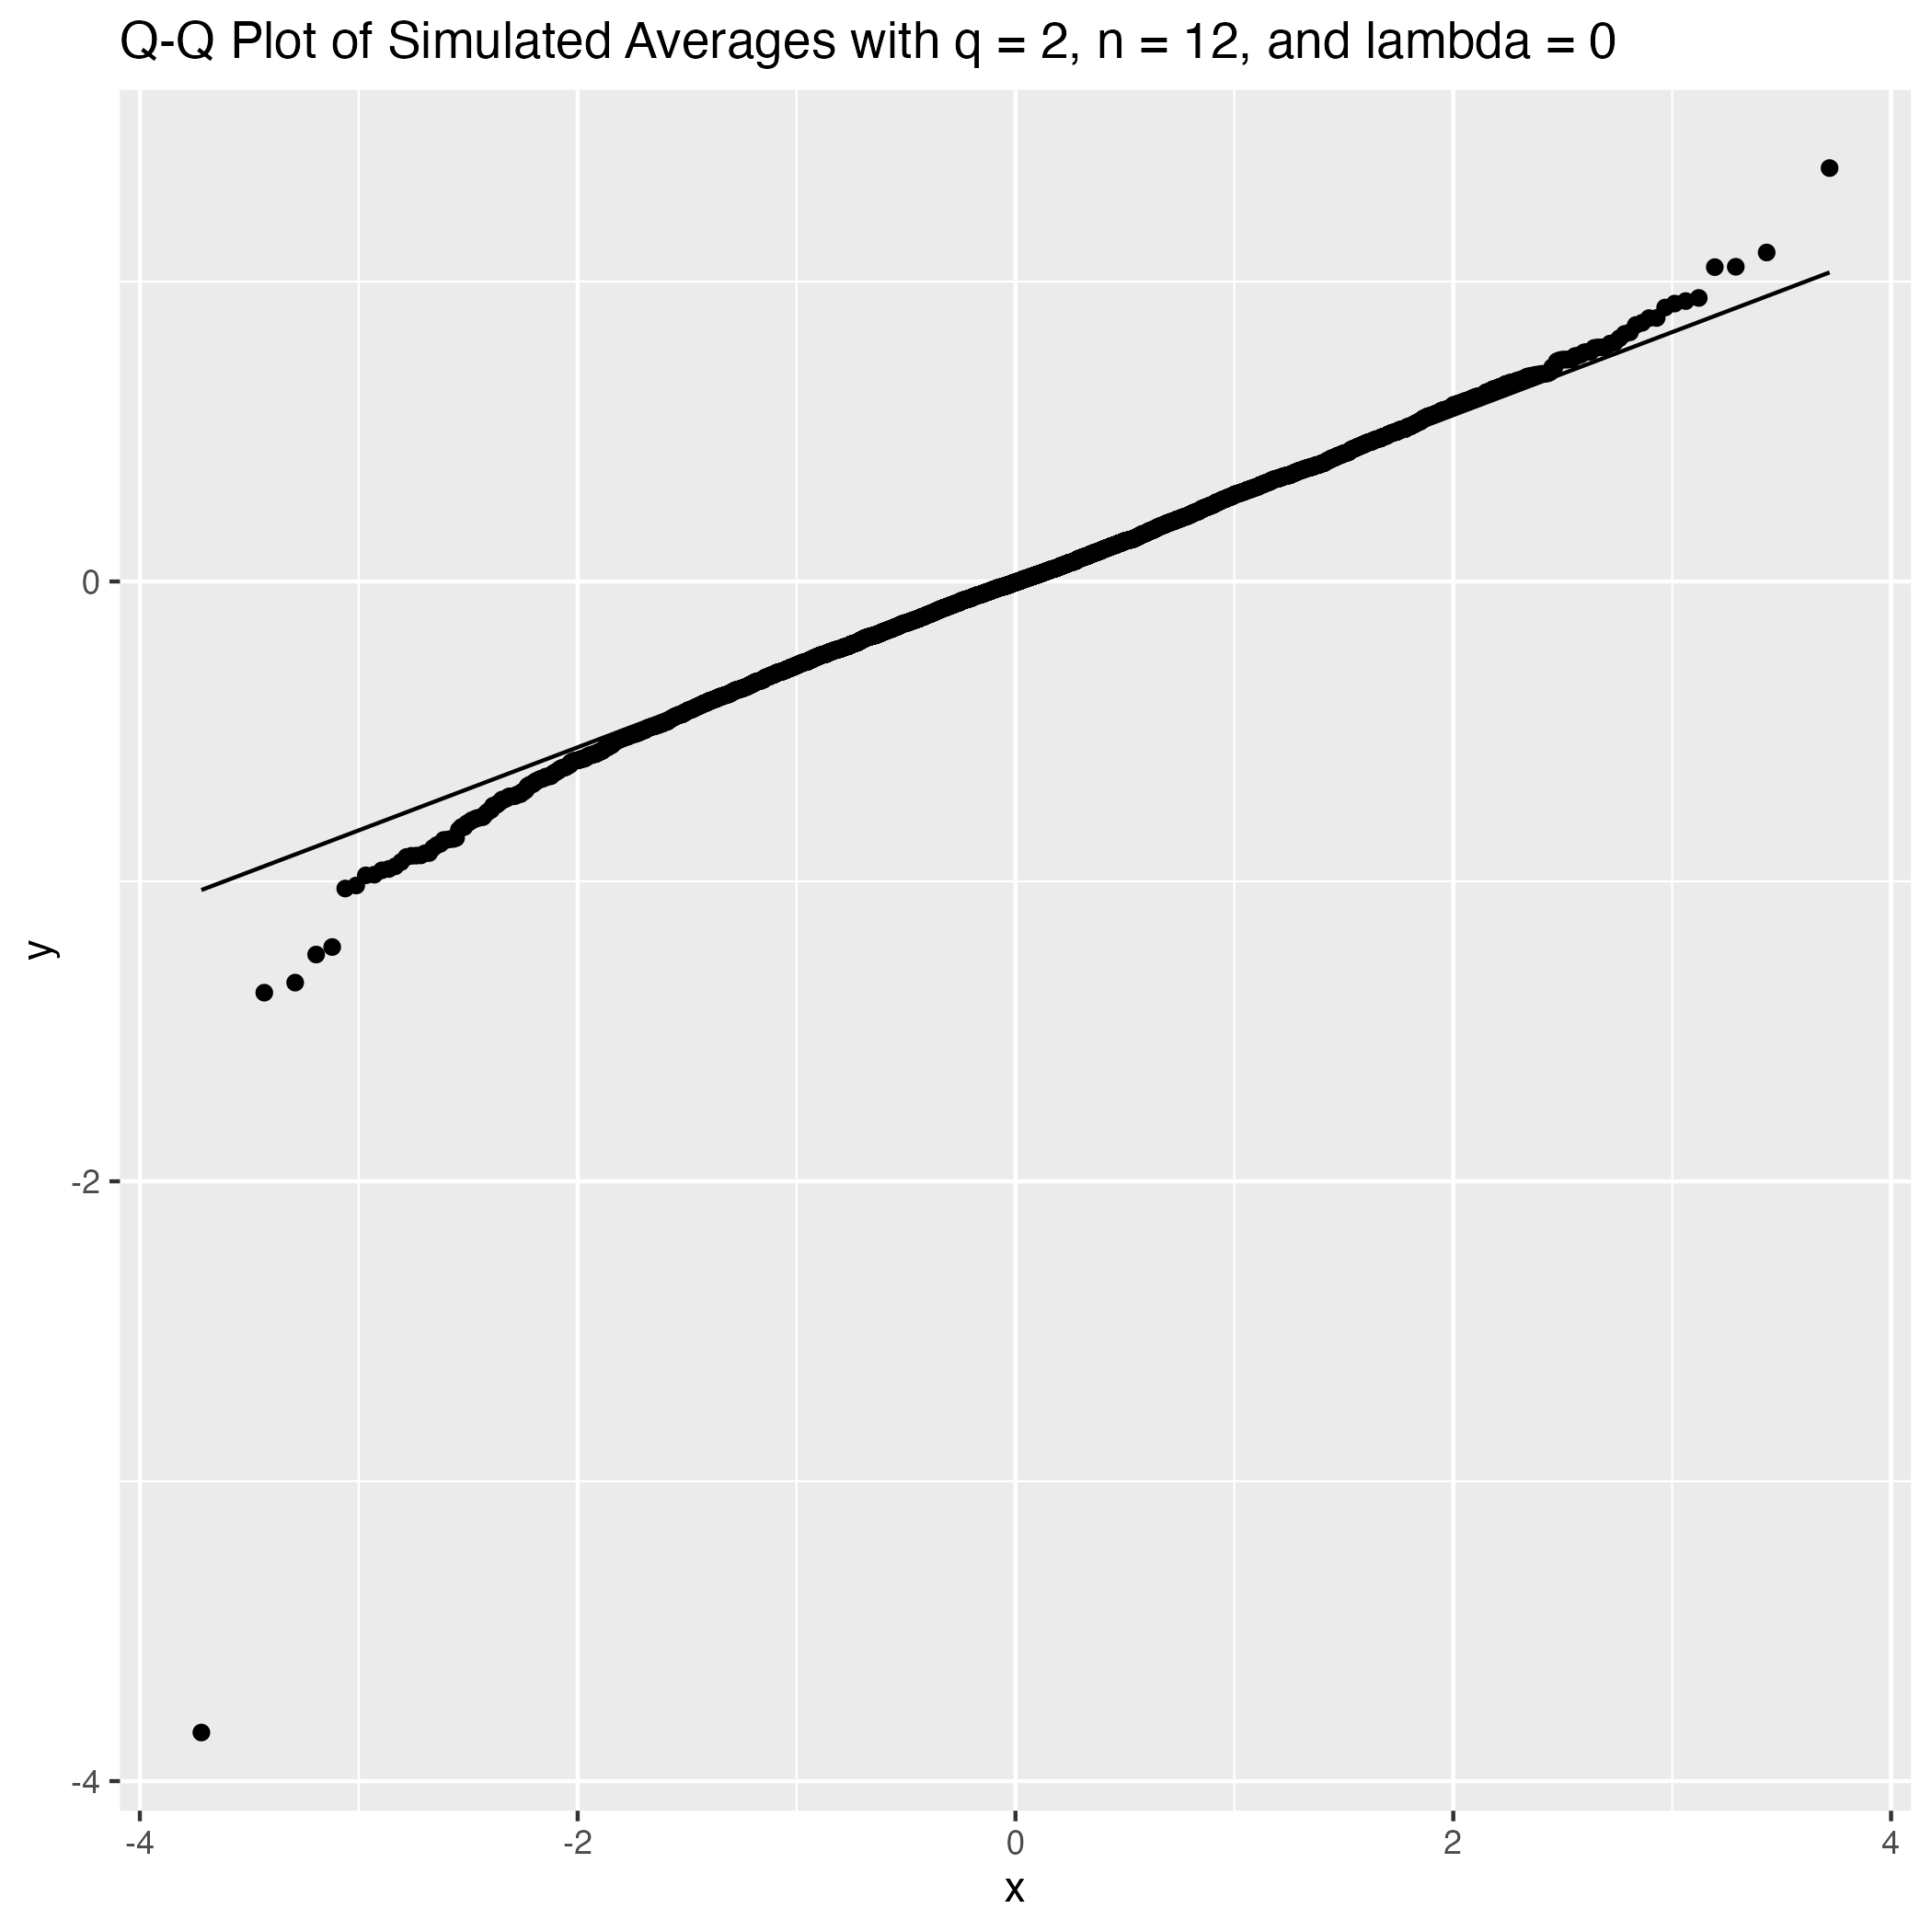 Q-Q Plot of Simulated Averages with q = 2, n = 12, and lambda = 0
0
-2
-4
y
-4 -2 0 2 4
x